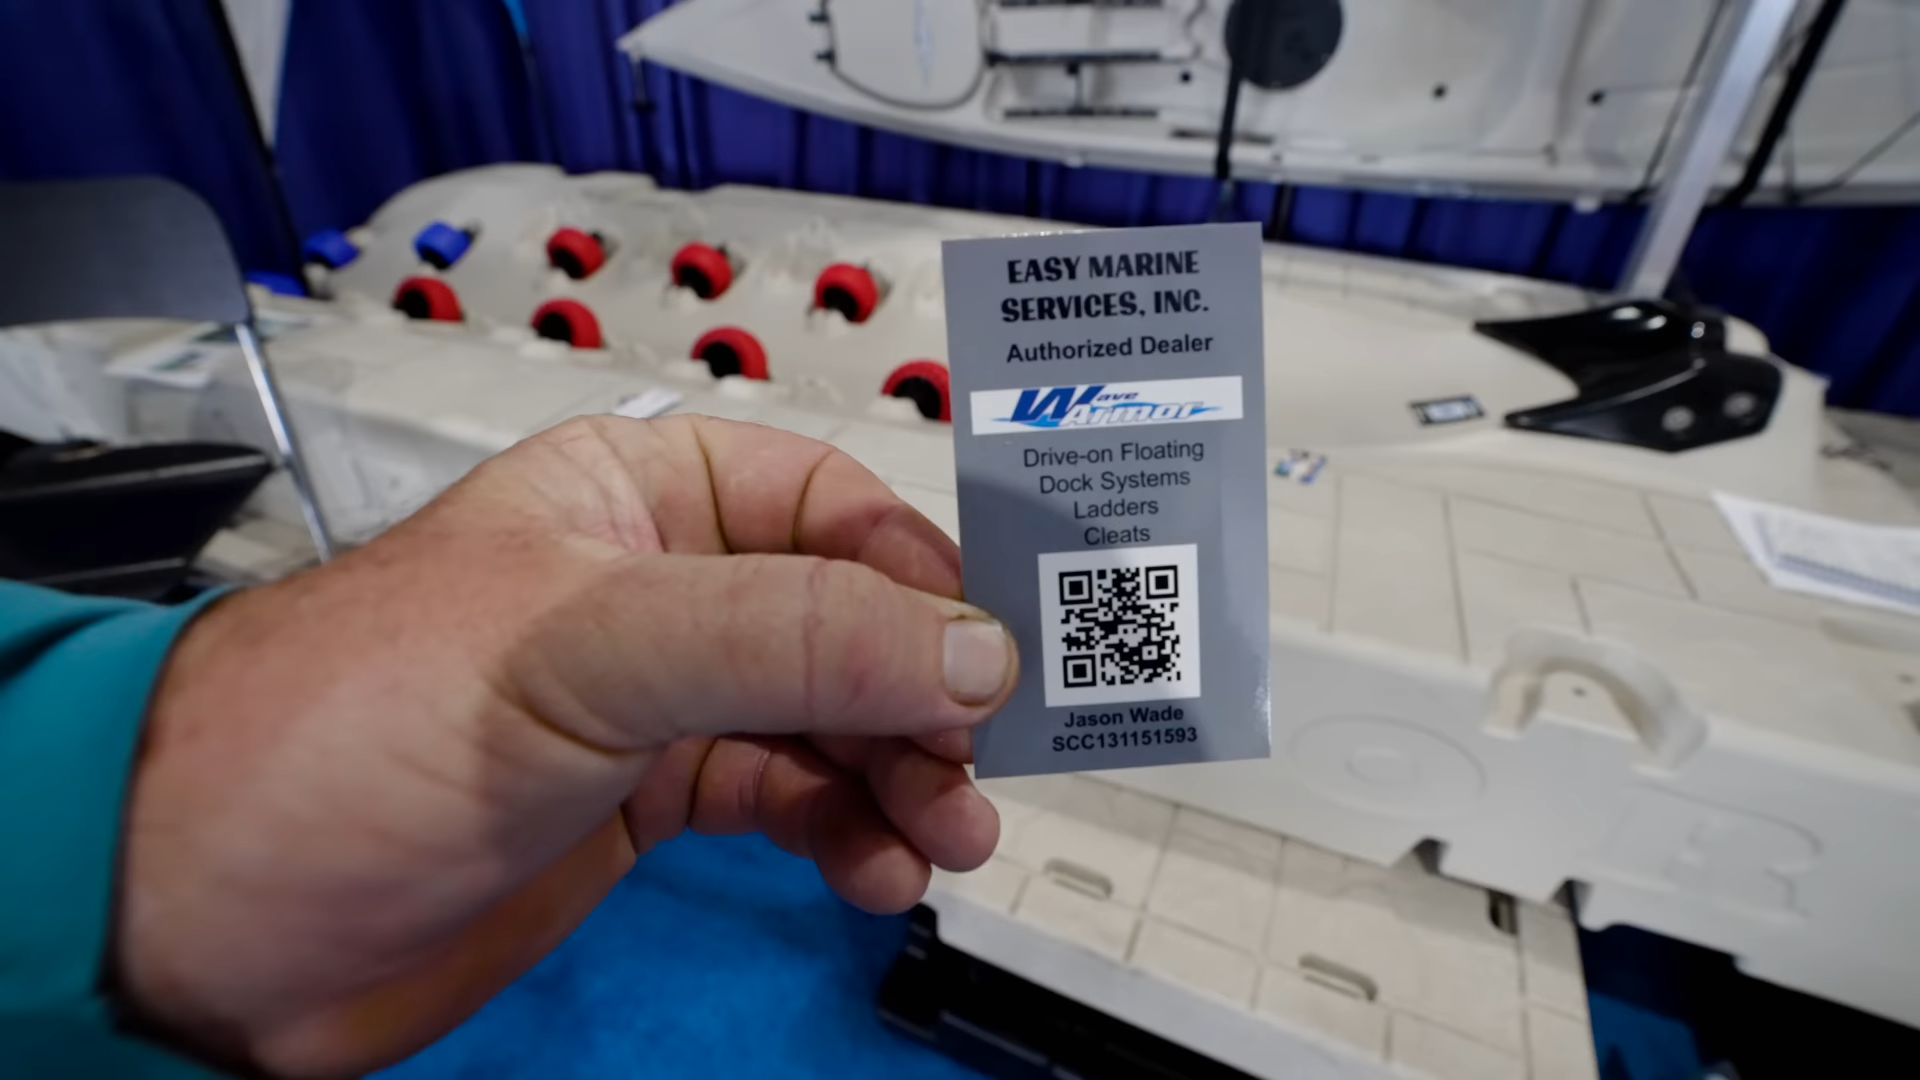 EASY MARINE
SERVICES, INC.
Authorized Dealer
Wave
Armor
Drive-on Floating
Dock Systems
Ladders
Cleats
Jason Wade
SCC131151593